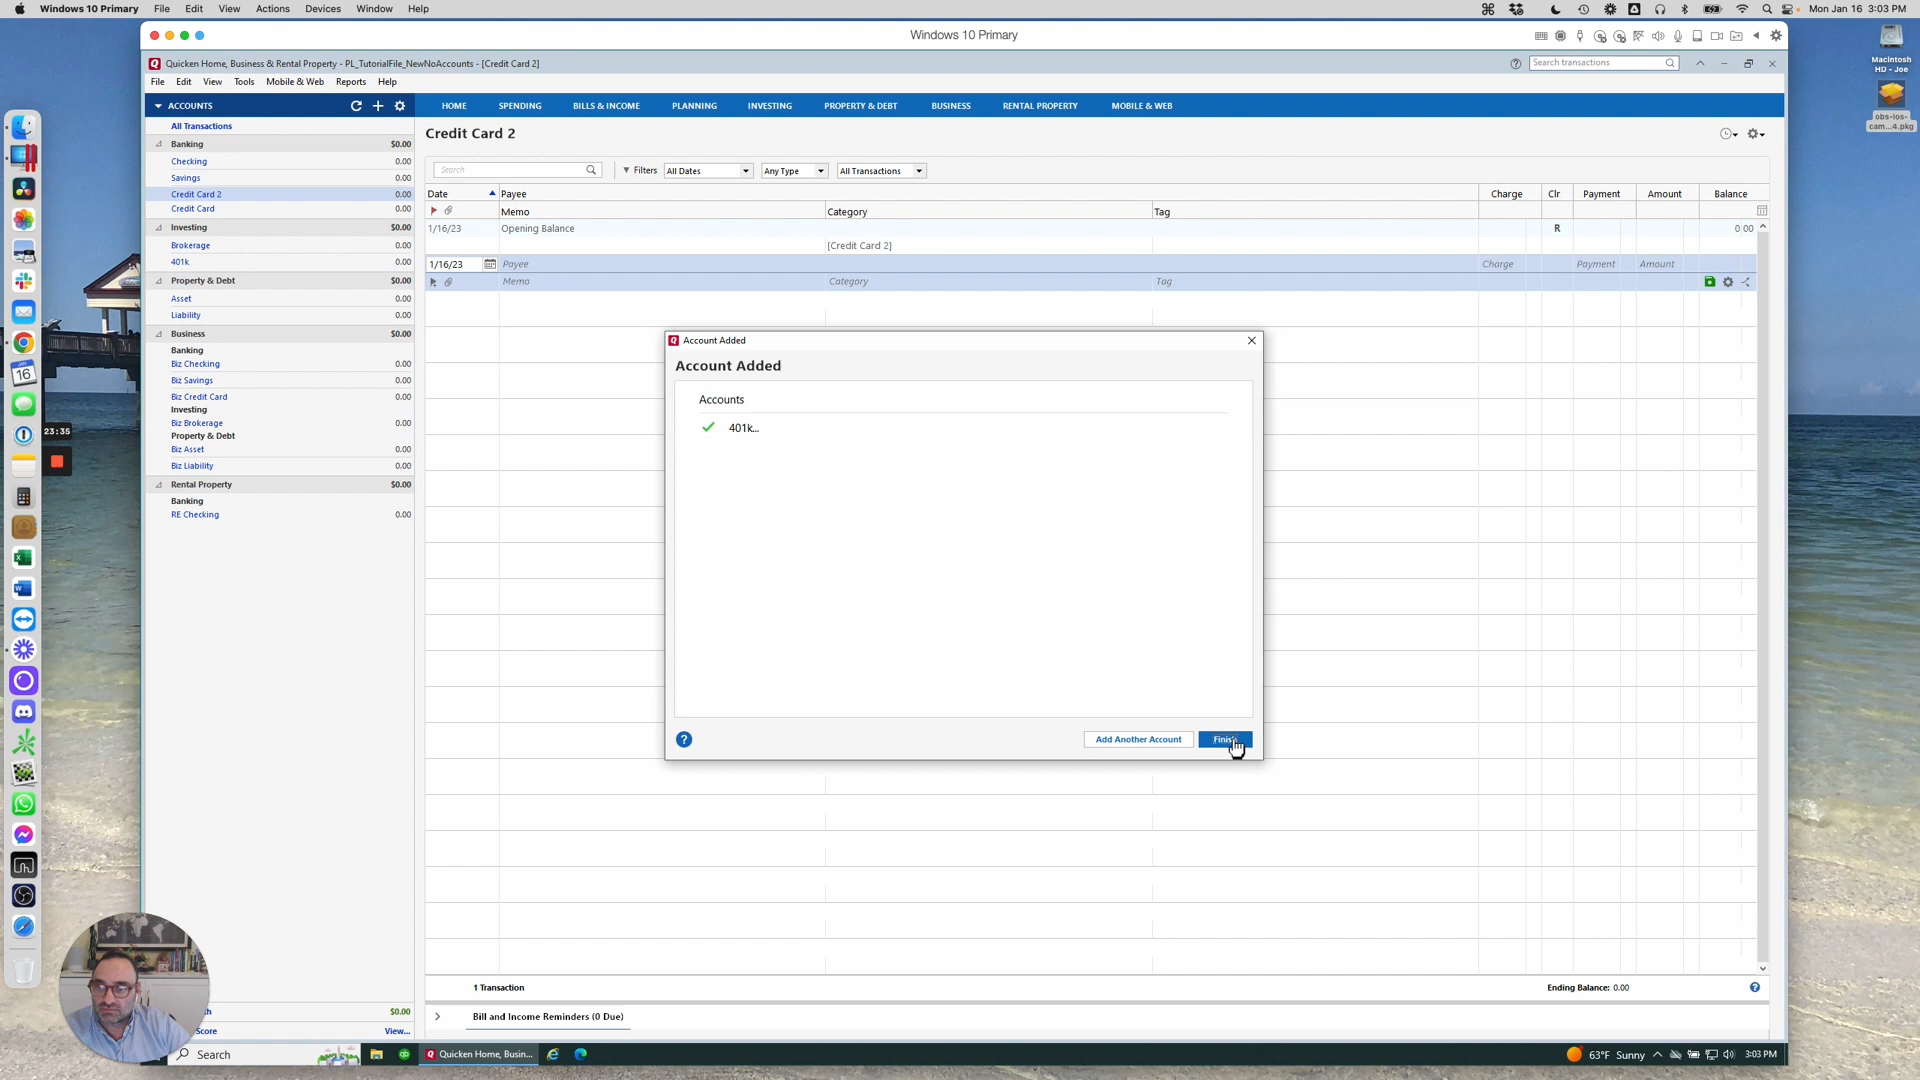 Windows 10 Primary File Edit View Actions Devices Window Help Mon Jan 16 3:03 PM
Windows 10 Primary
Quicken Home, Business & Rental Property - PL_TutorialFile_NewNoAccounts - [Credit Card 2] Search transactions
File Edit View Tools Mobile & Web Reports Help
ACCOUNTS HOME SPENDING BILLS & INCOME PLANNING INVESTING PROPERTY & DEBT BUSINESS RENTAL PROPERTY MOBILE & WEB
All Transactions
Banking $0.00
Checking 0.00
Savings 0.00
Credit Card 2 0.00
Credit Card 0.00
Investing $0.00
Brokerage 0.00
401k 0.00
Property & Debt $0.00
Asset 0.00
Liability 0.00
Business $0.00
Banking
Biz Checking 0.00
Biz Savings 0.00
Biz Credit Card 0.00
Investing
Biz Brokerage 0.00
Property & Debt
Biz Asset 0.00
Biz Liability 0.00
Rental Property $0.00
Banking
RE Checking 0.00
$0.00
Score View...
Credit Card 2
Search Filters All Dates Any Type All Transactions
Date Payee Charge Clr Payment Amount Balance
Memo Category Tag
1/16/23 Opening Balance R 0 00
[Credit Card 2]
1/16/23 Payee Charge Payment Amount
Memo Category Tag
Account Added
Account Added
Accounts
401k...
Add Another Account
1 Transaction Ending Balance: 0.00
Bill and Income Reminders (0 Due)
Macintosh
HD - Joe
obs-ios-
cam...4.pkg
JAN
16
23:35
Search Quicken Home, Busin... 63°F Sunny 3:03 PM